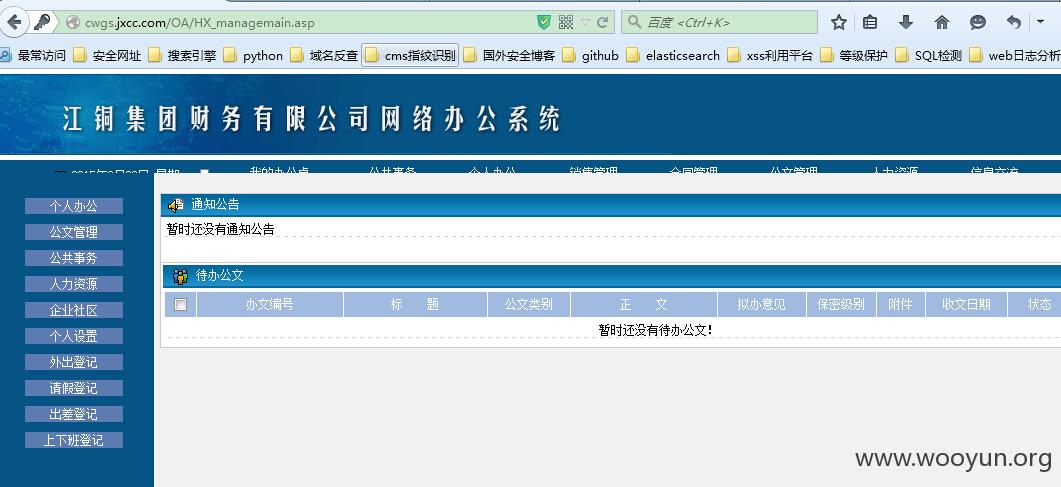 cwgs.jxcc.com/OA/HX_managemain.asp
百度 <Ctrl+K>
最常访问 安全网址 搜索引擎 python 域名反查 cms指纹识别 国外安全博客 github elasticsearch xss利用平台 等级保护 SQL检测 web日志分析
江铜集团财务有限公司网络办公系统
我的办公桌 公共事务 个人办公 销售管理 合同管理 公文管理 人力资源 信息交流
个人办公
公文管理
公共事务
人力资源
企业社区
个人设置
外出登记
请假登记
出差登记
上下班登记
通知公告
暂时还没有通知公告
待办公文
办文编号 标 题 公文类别 正 文 拟办意见 保密级别 附件 收文日期 状态
暂时还没有待办公文!
www.wooyun.org